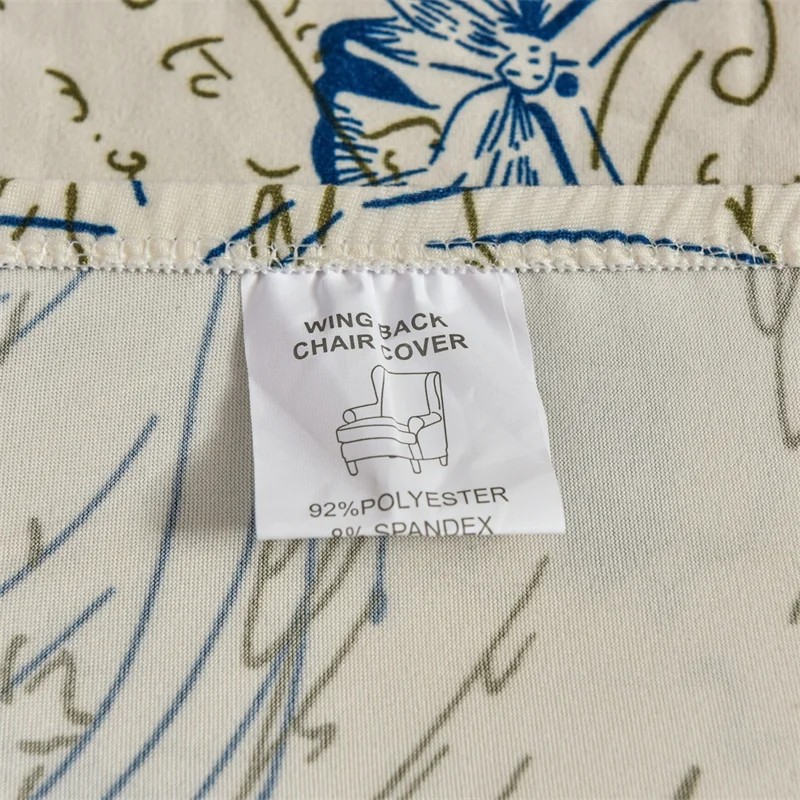 WING BACK
CHAIR COVER
92%POLYESTER
8% SPANDEX